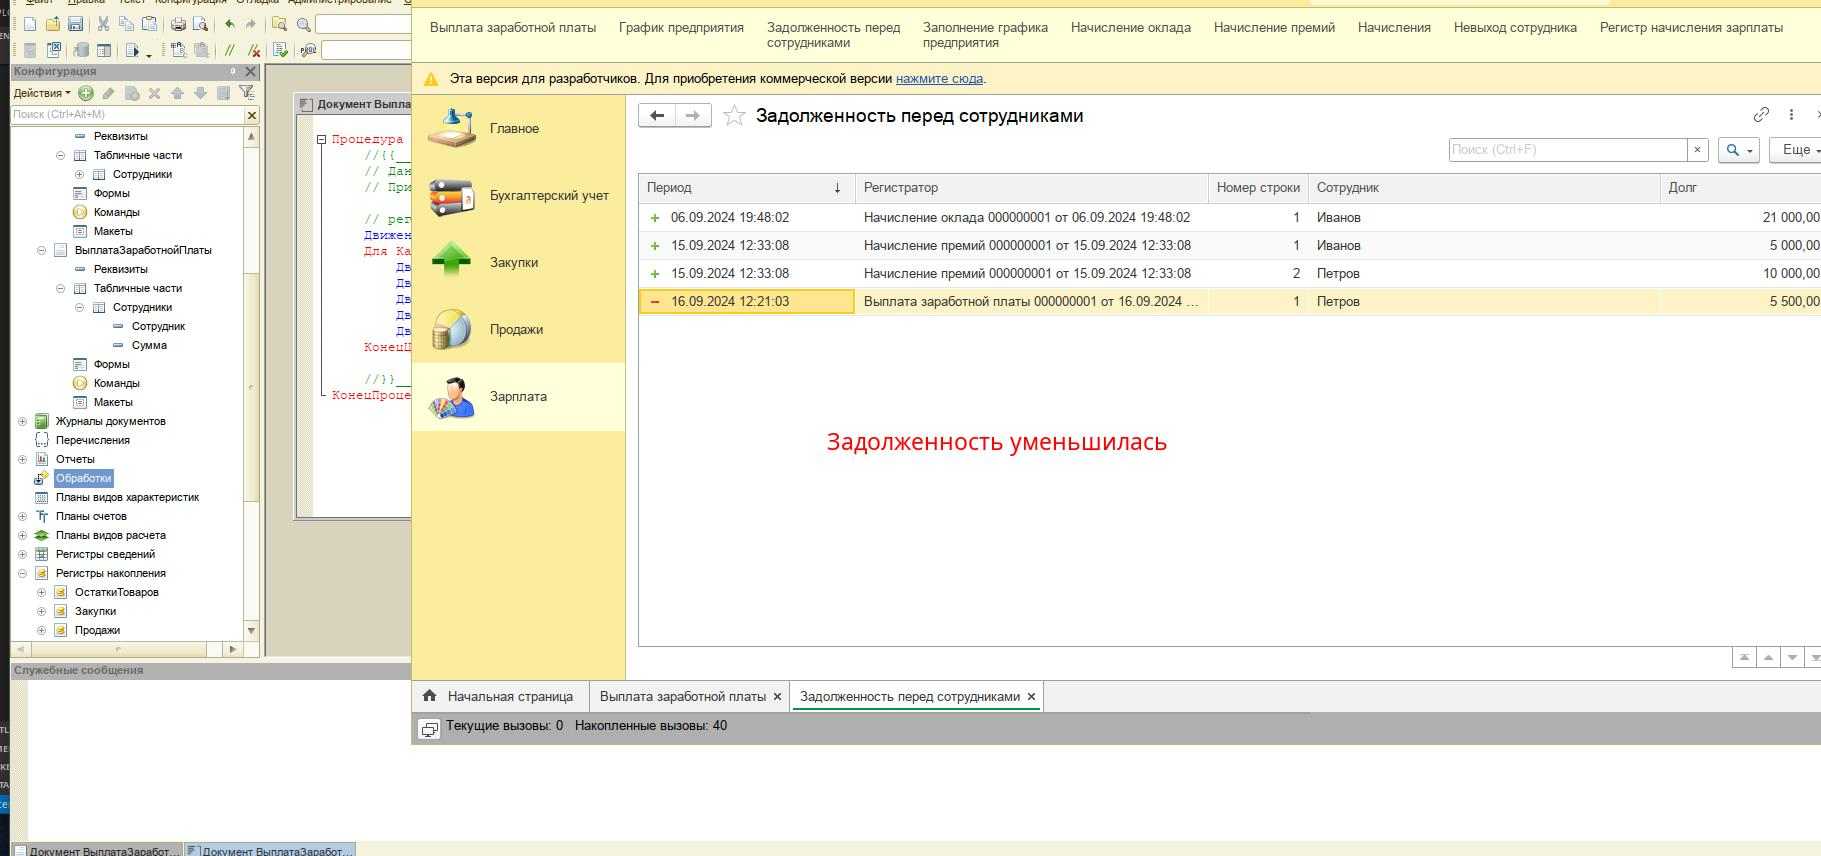 Файл Правка Текст Конфигурация Отладка Администрирование
Конфигурация
Действия
Поиск (Ctrl+Alt+M)
Реквизиты
Табличные части
Сотрудники
Формы
Команды
Макеты
ВыплатаЗаработнойПлаты
Реквизиты
Табличные части
Сотрудники
Сотрудник
Сумма
Формы
Команды
Макеты
Журналы документов
Перечисления
Отчеты
Обработки
Планы видов характеристик
Планы счетов
Планы видов расчета
Регистры сведений
Регистры накопления
ОстаткиТоваров
Закупки
Продажи
Служебные сообщения
Документ Выпла
Процедура
//{{__
// Дан
// При
// рег
Движен
Для Ка
Дв
Дв
Дв
Дв
Дв
КонецЦ
//}}__
КонецПроце
Выплата заработной платы
График предприятия
Задолженность перед
сотрудниками
Заполнение графика
предприятия
Начисление оклада
Начисление премий
Начисления
Невыход сотрудника
Регистр начисления зарплаты
Эта версия для разработчиков. Для приобретения коммерческой версии нажмите сюда.
Главное
Бухгалтерский учет
Закупки
Продажи
Зарплата
Задолженность перед сотрудниками
Поиск (Ctrl+F)
×
Еще
Период ↓ Регистратор Номер строки Сотрудник Долг
+ 06.09.2024 19:48:02 Начисление оклада 000000001 от 06.09.2024 19:48:02 1 Иванов 21 000,00
+ 15.09.2024 12:33:08 Начисление премий 000000001 от 15.09.2024 12:33:08 1 Иванов 5 000,00
+ 15.09.2024 12:33:08 Начисление премий 000000001 от 15.09.2024 12:33:08 2 Петров 10 000,00
− 16.09.2024 12:21:03 Выплата заработной платы 000000001 от 16.09.2024 ... 1 Петров 5 500,00
Задолженность уменьшилась
Начальная страница
Выплата заработной платы ×
Задолженность перед сотрудниками ×
Текущие вызовы: 0 Накопленные вызовы: 40
Документ ВыплатаЗаработ...
Документ ВыплатаЗаработ...